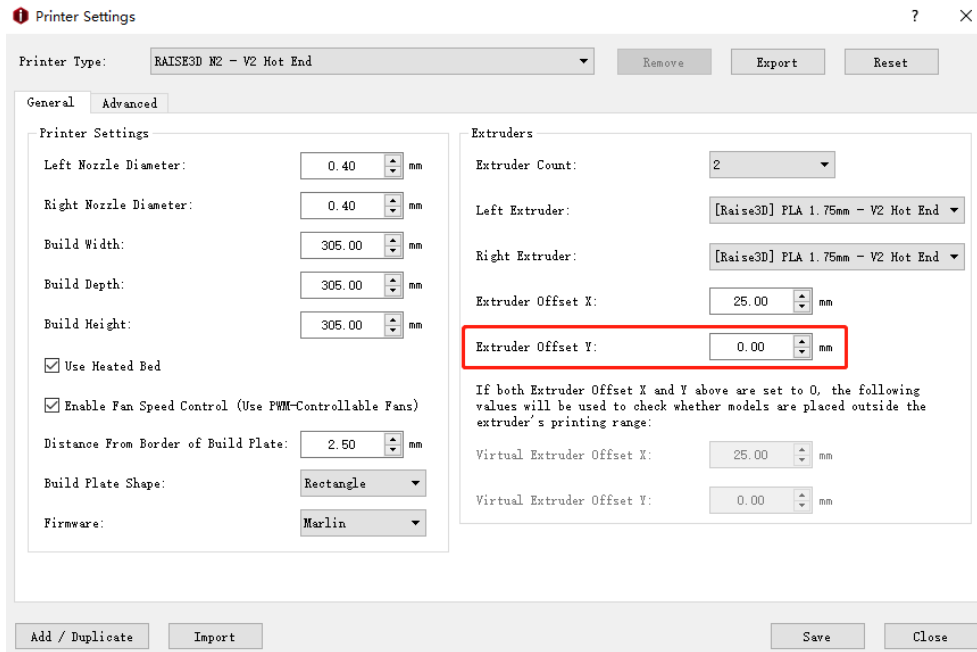 Printer Settings
?
Printer Type:
RAISE3D N2 - V2 Hot End
Remove
Export
Reset
General
Advanced
Printer Settings
Left Nozzle Diameter:
0.40
mm
Right Nozzle Diameter:
0.40
mm
Build Width:
305.00
mm
Build Depth:
305.00
mm
Build Height:
305.00
mm
Use Heated Bed
Enable Fan Speed Control (Use PWM-Controllable Fans)
Distance From Border of Build Plate:
2.50
mm
Build Plate Shape:
Rectangle
Firmware:
Marlin
Extruders
Extruder Count:
2
Left Extruder:
[Raise3D] PLA 1.75mm - V2 Hot End
Right Extruder:
[Raise3D] PLA 1.75mm - V2 Hot End
Extruder Offset X:
25.00
mm
Extruder Offset Y:
0.00
mm
If both Extruder Offset X and Y above are set to 0, the following
values will be used to check whether models are placed outside the
extruder's printing range:
Virtual Extruder Offset X:
25.00
mm
Virtual Extruder Offset Y:
0.00
mm
Add / Duplicate
Import
Save
Close